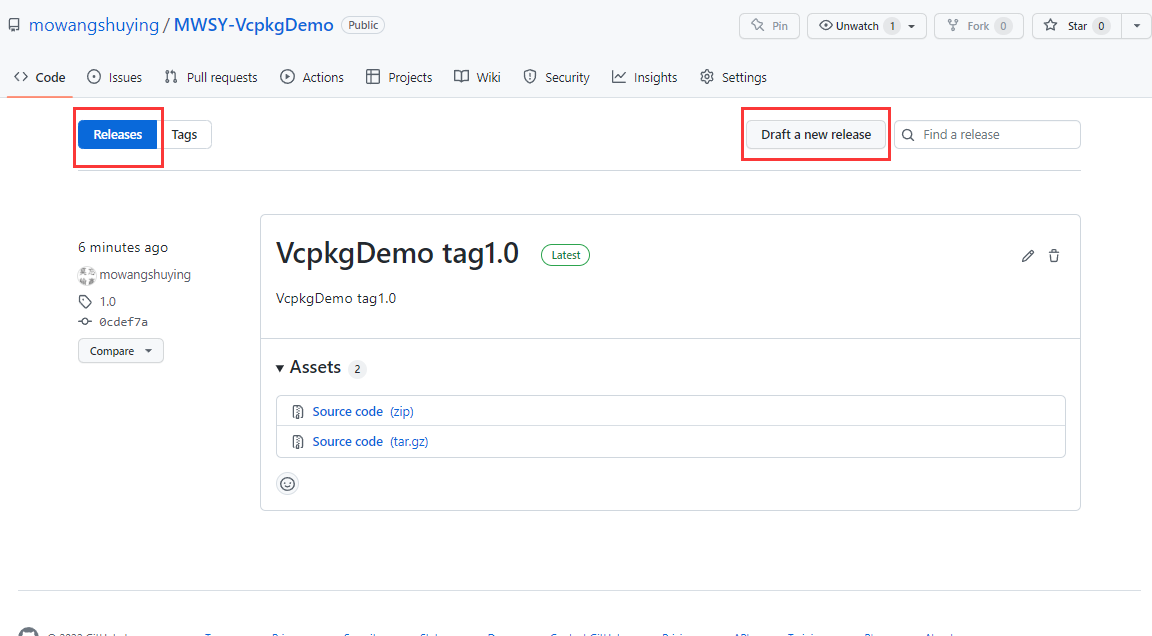 mowangshuying / MWSY-VcpkgDemo Public Pin Unwatch 1 Fork 0 Star 0
Code Issues Pull requests Actions Projects Wiki Security Insights Settings
Releases Tags Draft a new release Find a release
6 minutes ago
mowangshuying
1.0
0cdef7a
Compare
VcpkgDemo tag1.0 Latest
VcpkgDemo tag1.0
Assets 2
Source code (zip)
Source code (tar.gz)